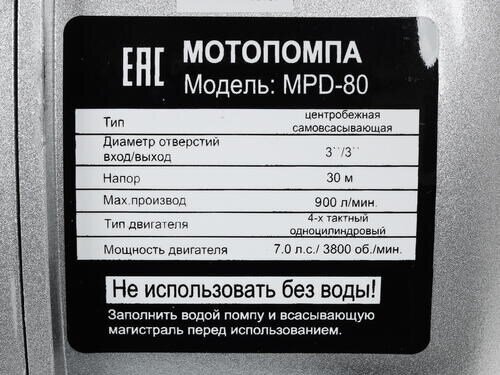 ЕАС МОТОПОМПА
Модель: MPD-80
Тип центробежная самовсасывающая
Диаметр отверстий вход/выход 3´´/3´´
Напор 30 м
Мах.производ 900 л/мин.
Тип двигателя 4-х тактный одноцилиндровый
Мощность двигателя 7.0 л.с./ 3800 об./мин.
Не использовать без воды!
Заполнить водой помпу и всасывающую
магистраль перед использованием.